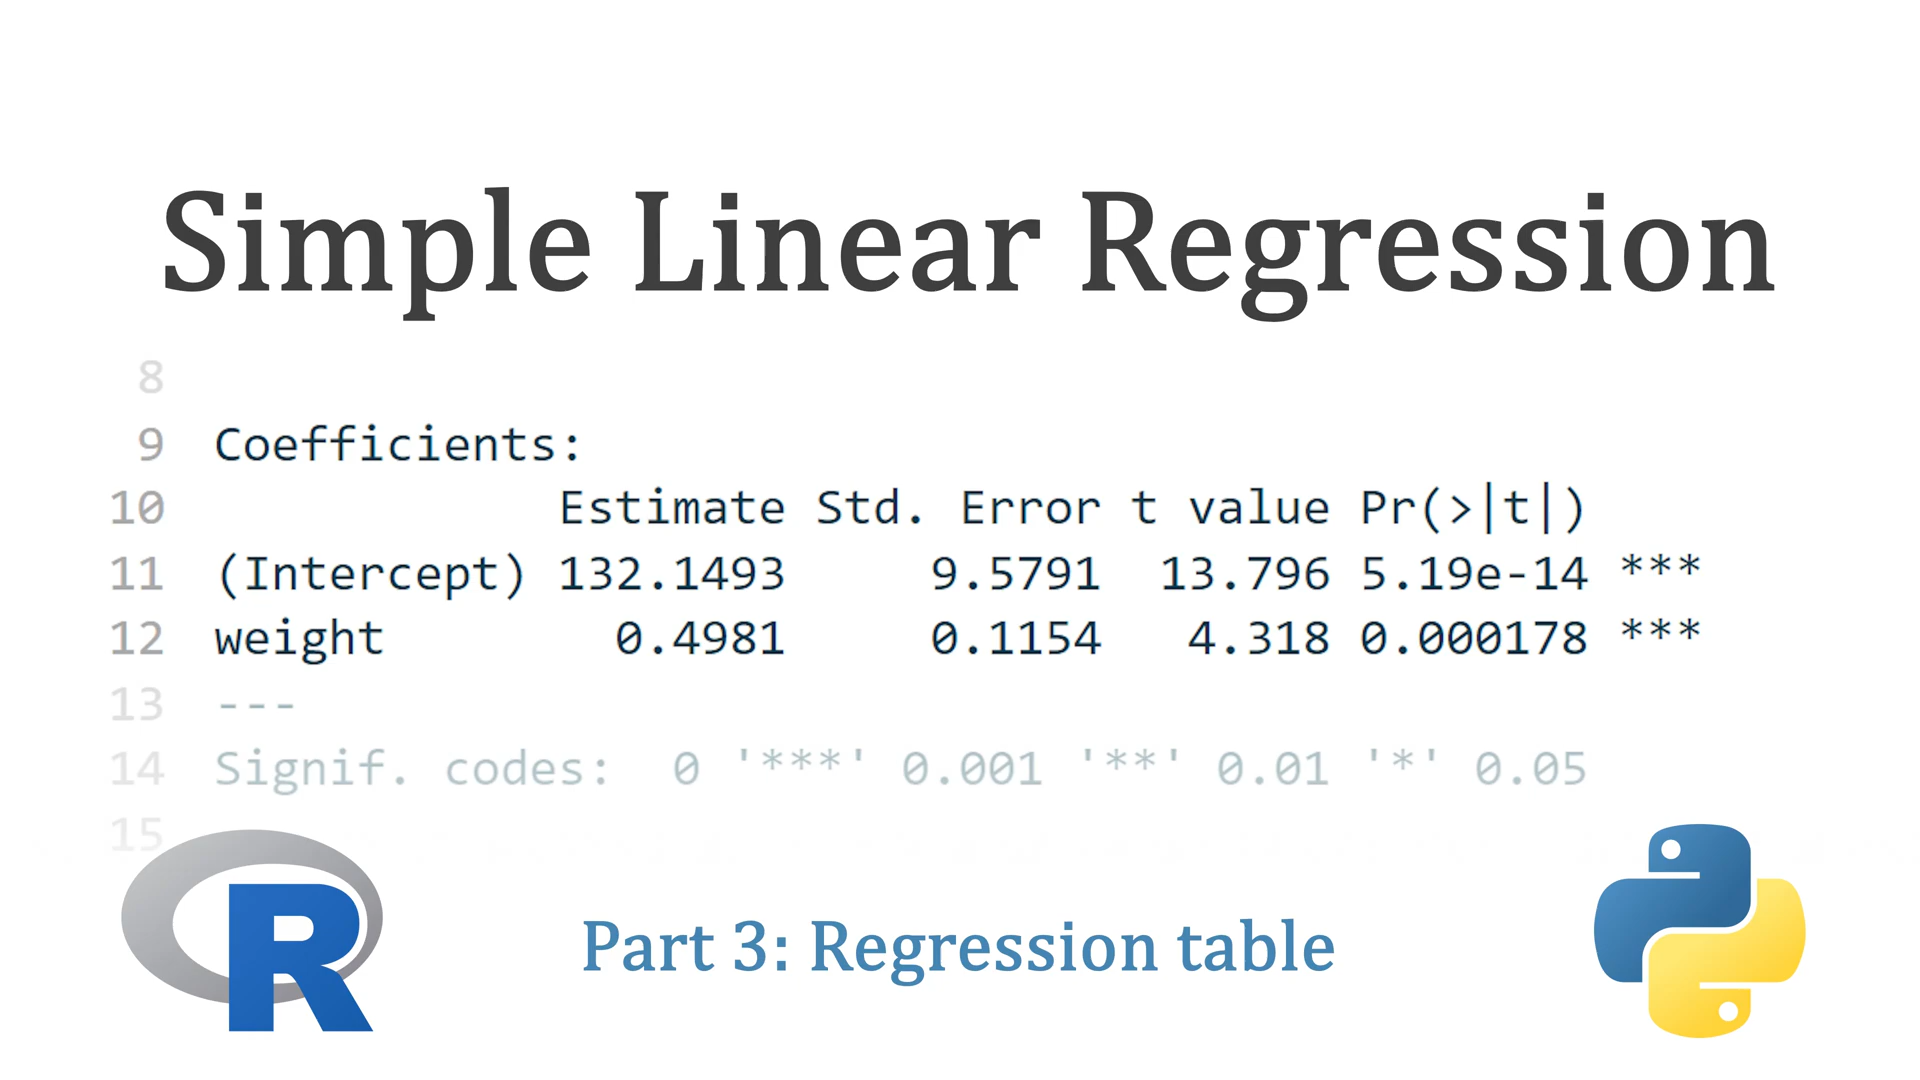 Simple Linear Regression
8
9 Coefficients:
10 Estimate Std. Error t value Pr(>|t|)
11 (Intercept) 132.1493 9.5791 13.796 5.19e-14 ***
12 weight 0.4981 0.1154 4.318 0.000178 ***
13 ---
14 Signif. codes: 0 '***' 0.001 '**' 0.01 '*' 0.05
15
R
Part 3: Regression table